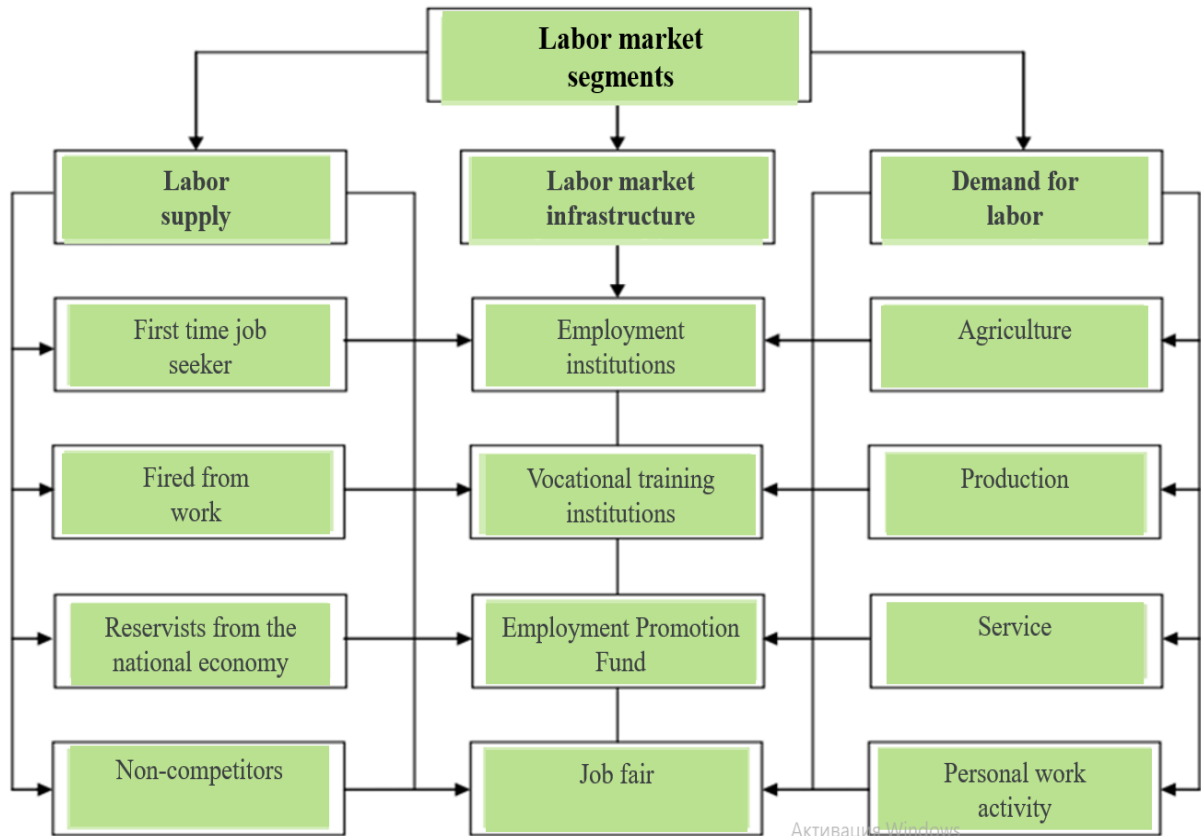 Labor market
segments
Labor
supply
Labor market
infrastructure
Demand for
labor
First time job
seeker
Employment
institutions
Agriculture
Fired from
work
Vocational training
institutions
Production
Reservists from the
national economy
Employment Promotion
Fund
Service
Non-competitors
Job fair
Personal work
activity
Активация Windows